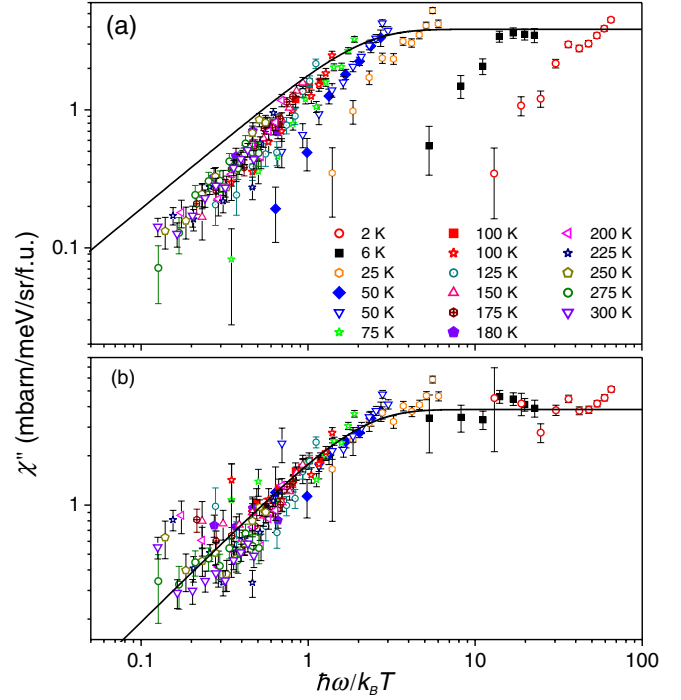 (a)
1
0.1
2 K
6 K
25 K
50 K
50 K
75 K
100 K
100 K
125 K
150 K
175 K
180 K
200 K
225 K
250 K
275 K
300 K
χ'' (mbarn/meV/sr/f.u.)
(b)
1
0.1 1 10 100
ħω/k_BT